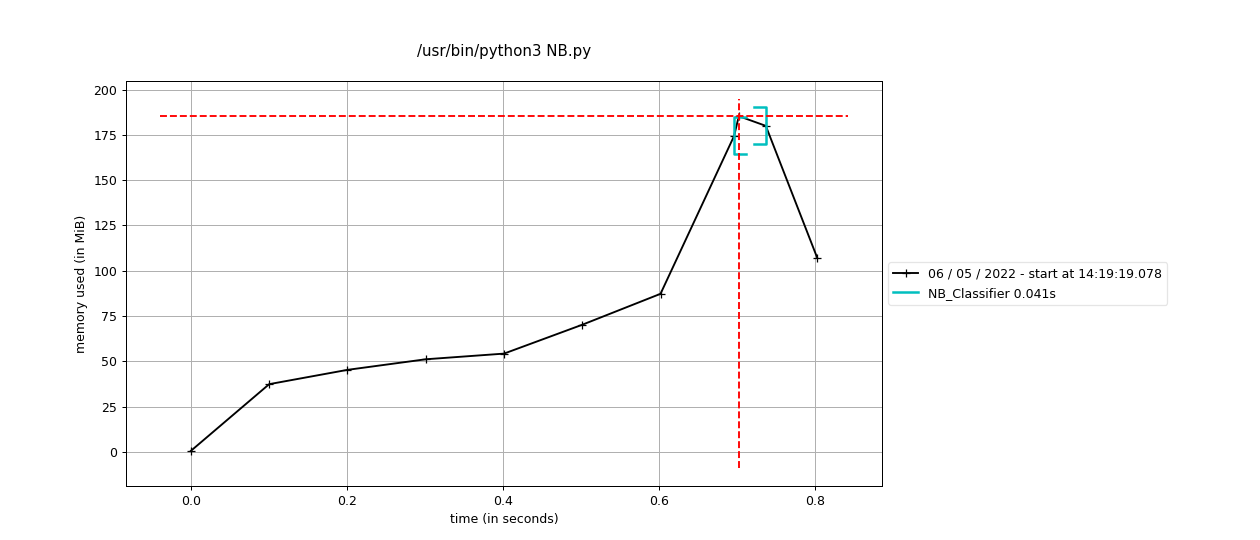 /usr/bin/python3 NB.py
200
175
150
125
100
75
50
25
0
memory used (in MiB)
0.0 0.2 0.4 0.6 0.8
time (in seconds)
06 / 05 / 2022 - start at 14:19:19.078
NB_Classifier 0.041s